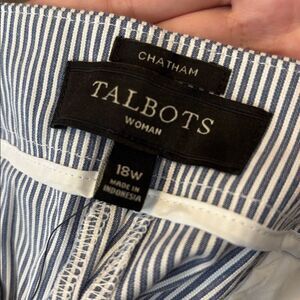 CHATHAM
TALBOTS
WOMAN
18W
MADE IN
INDONESIA